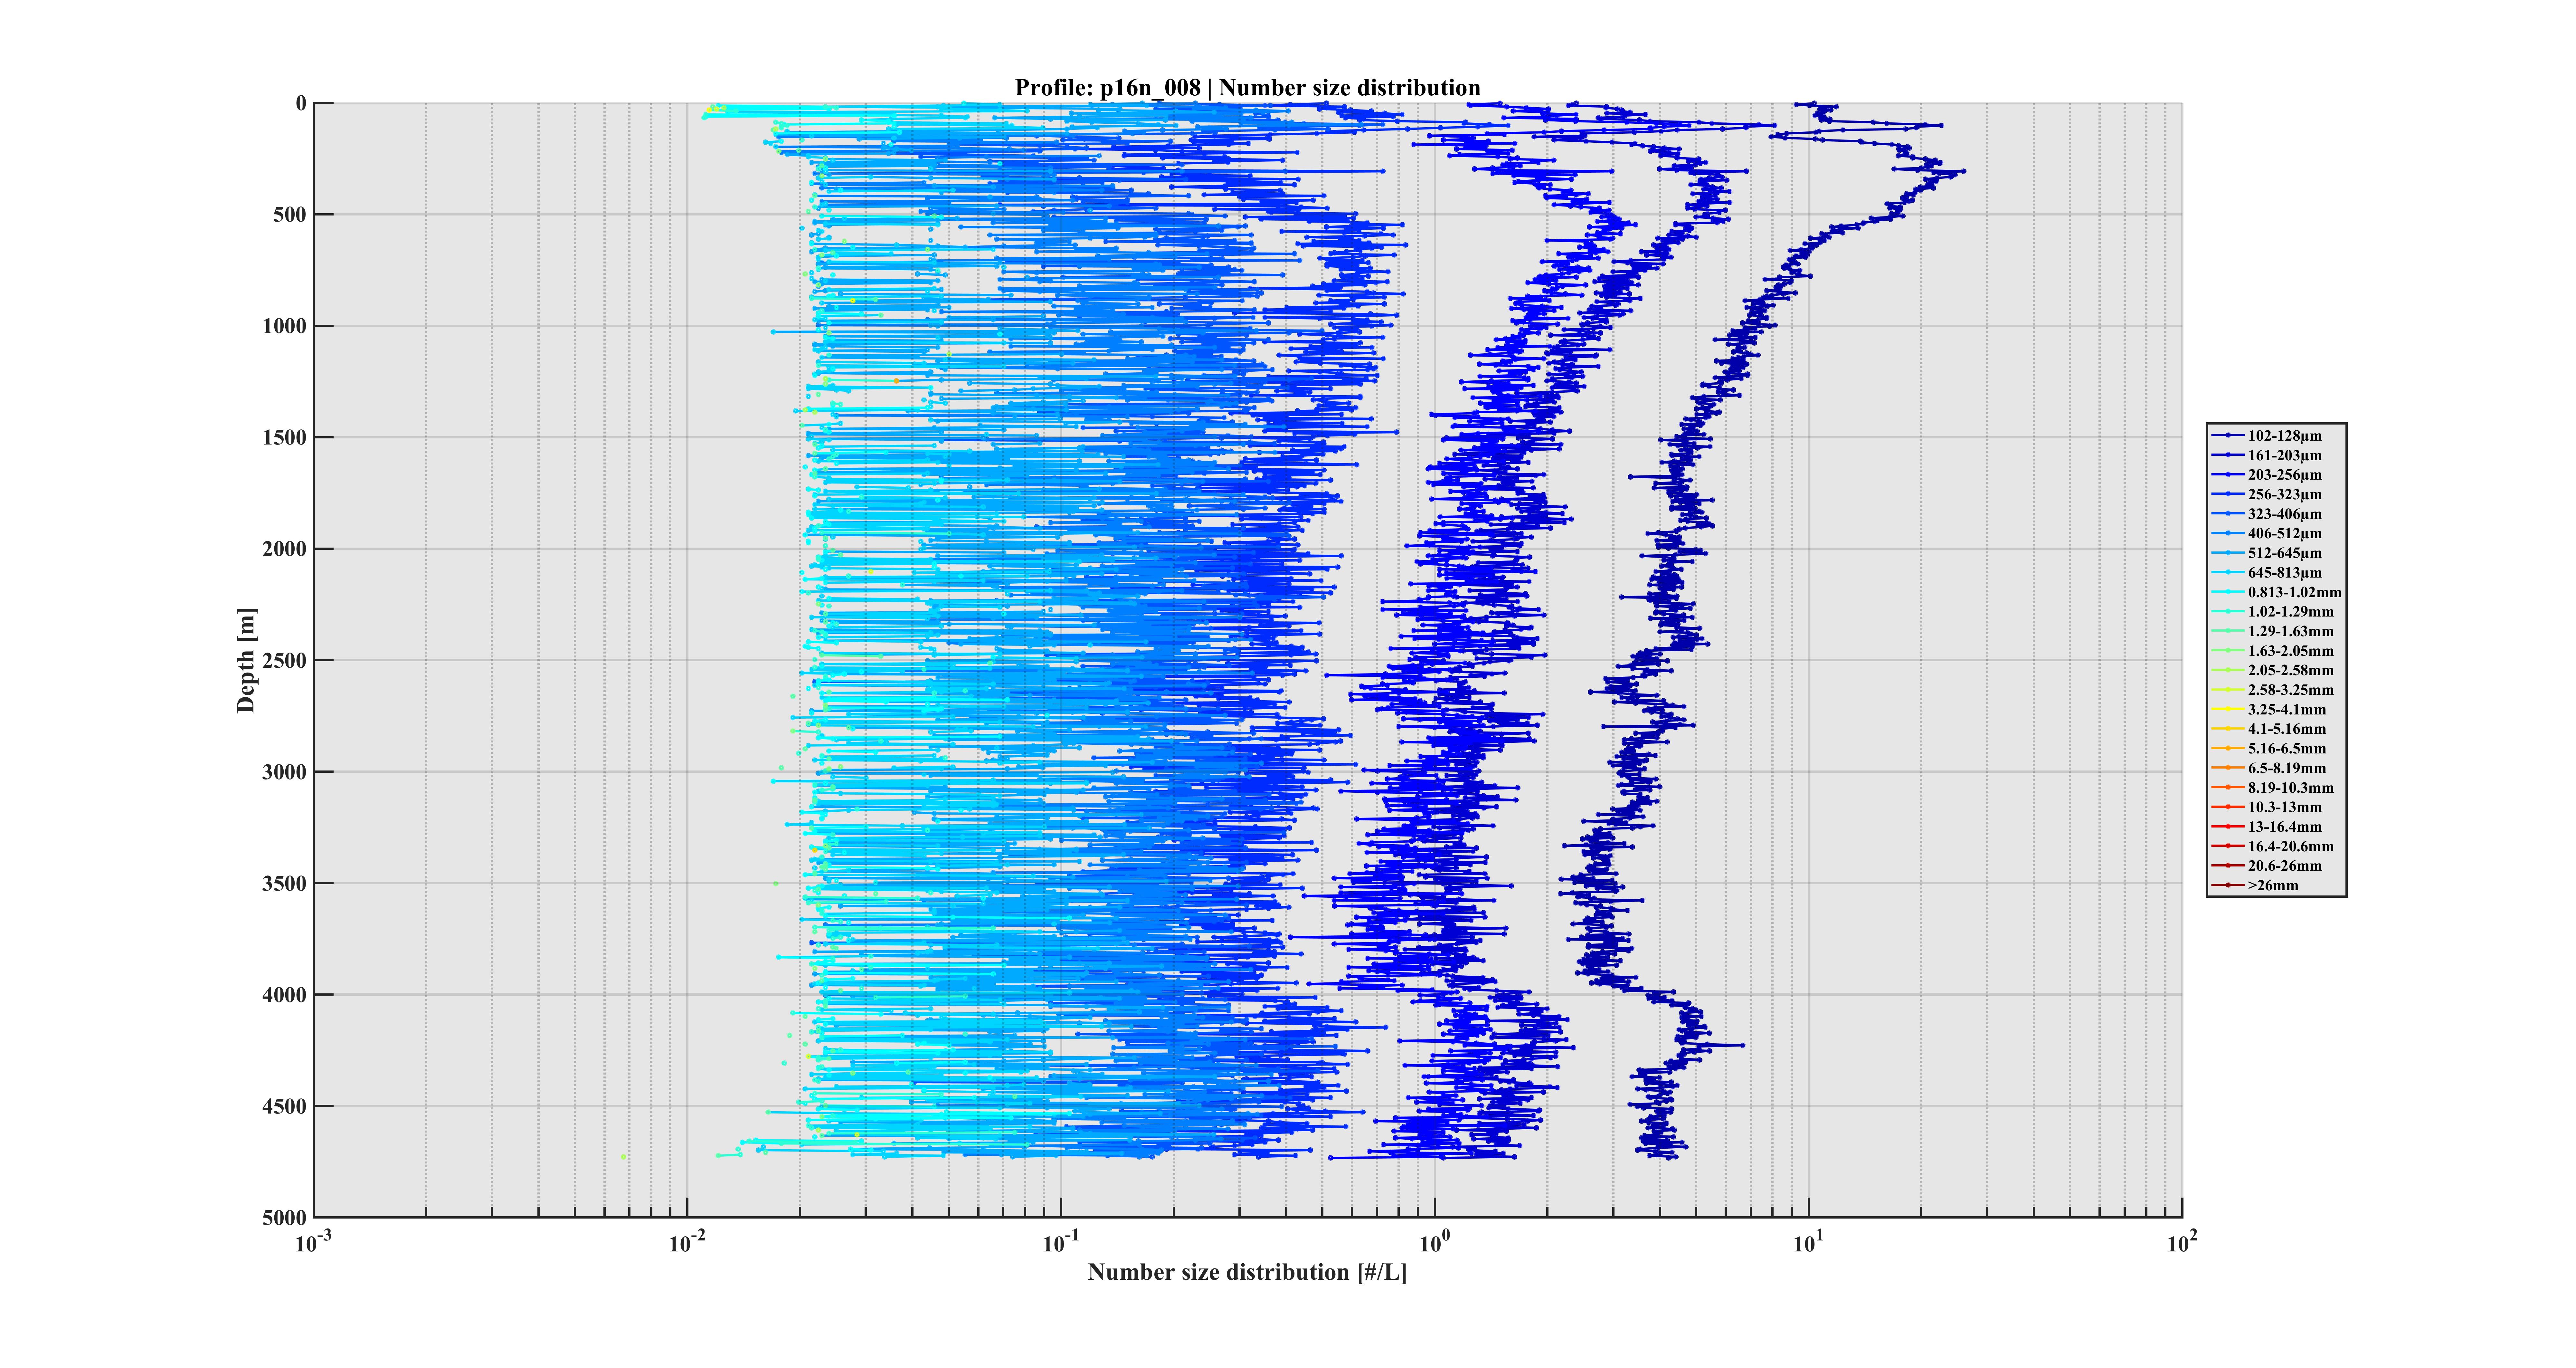 Profile: p16n_008 | Number size distribution
0
500
1000
1500
2000
2500
3000
3500
4000
4500
5000
Depth [m]
10-3 10-2 10-1 100 101 102
Number size distribution [#/L]
102-128µm
161-203µm
203-256µm
256-323µm
323-406µm
406-512µm
512-645µm
645-813µm
0.813-1.02mm
1.02-1.29mm
1.29-1.63mm
1.63-2.05mm
2.05-2.58mm
2.58-3.25mm
3.25-4.1mm
4.1-5.16mm
5.16-6.5mm
6.5-8.19mm
8.19-10.3mm
10.3-13mm
13-16.4mm
16.4-20.6mm
20.6-26mm
>26mm